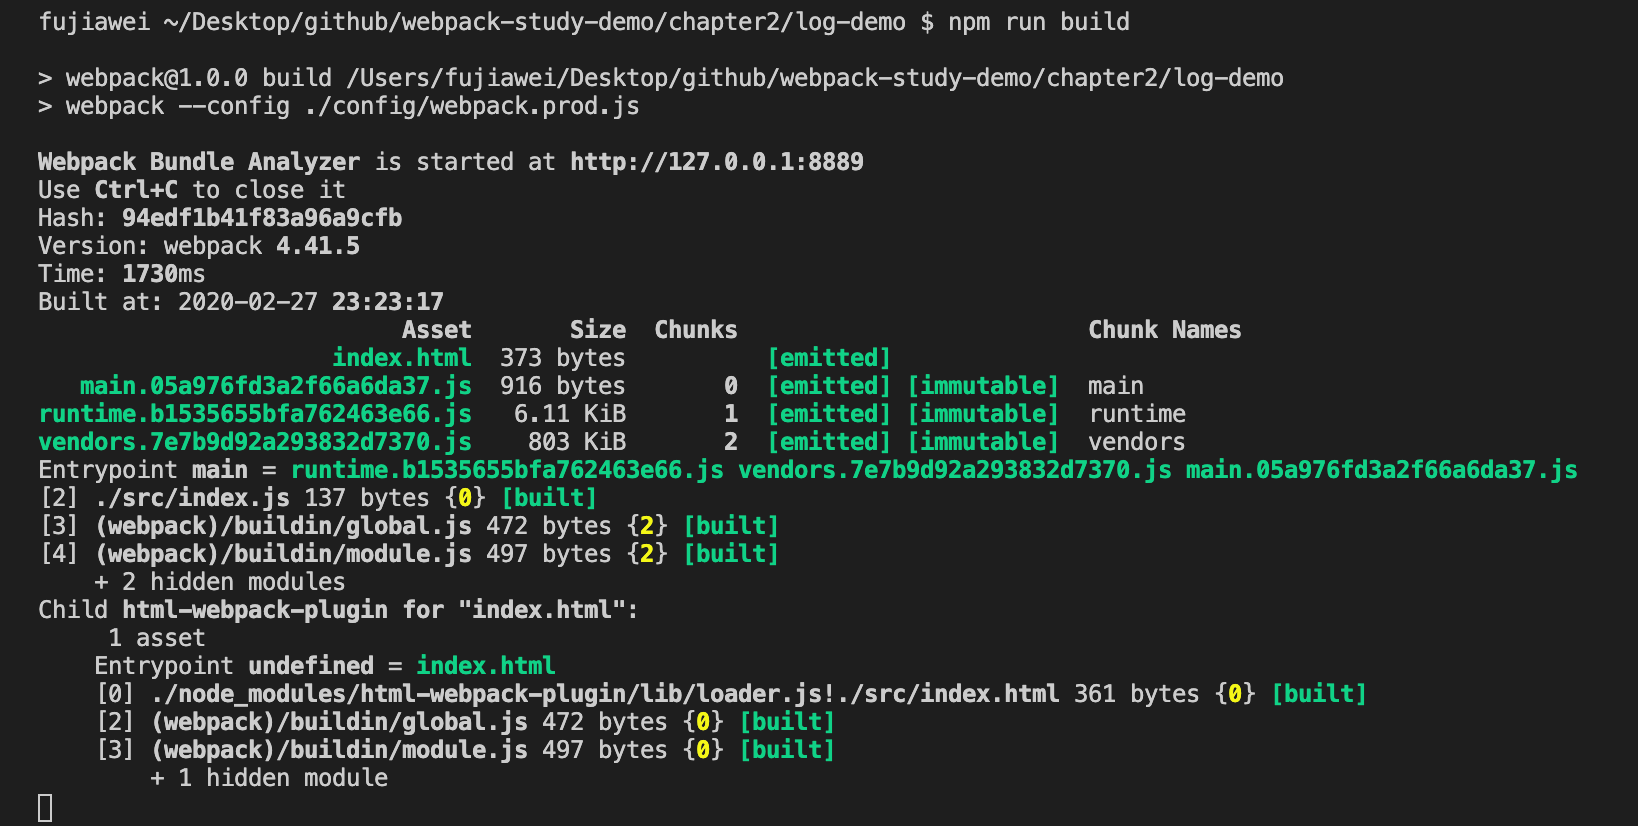 fujiawei ~/Desktop/github/webpack-study-demo/chapter2/log-demo $ npm run build
> webpack@1.0.0 build /Users/fujiawei/Desktop/github/webpack-study-demo/chapter2/log-demo
> webpack --config ./config/webpack.prod.js
Webpack Bundle Analyzer is started at http://127.0.0.1:8889
Use Ctrl+C to close it
Hash: 94edf1b41f83a96a9cfb
Version: webpack 4.41.5
Time: 1730ms
Built at: 2020-02-27 23:23:17
Asset Size Chunks Chunk Names
index.html 373 bytes [emitted]
main.05a976fd3a2f66a6da37.js 916 bytes 0 [emitted] [immutable] main
runtime.b1535655bfa762463e66.js 6.11 KiB 1 [emitted] [immutable] runtime
vendors.7e7b9d92a293832d7370.js 803 KiB 2 [emitted] [immutable] vendors
Entrypoint main = runtime.b1535655bfa762463e66.js vendors.7e7b9d92a293832d7370.js main.05a976fd3a2f66a6da37.js
[2] ./src/index.js 137 bytes {0} [built]
[3] (webpack)/buildin/global.js 472 bytes {2} [built]
[4] (webpack)/buildin/module.js 497 bytes {2} [built]
+ 2 hidden modules
Child html-webpack-plugin for "index.html":
1 asset
Entrypoint undefined = index.html
[0] ./node_modules/html-webpack-plugin/lib/loader.js!./src/index.html 361 bytes {0} [built]
[2] (webpack)/buildin/global.js 472 bytes {0} [built]
[3] (webpack)/buildin/module.js 497 bytes {0} [built]
+ 1 hidden module